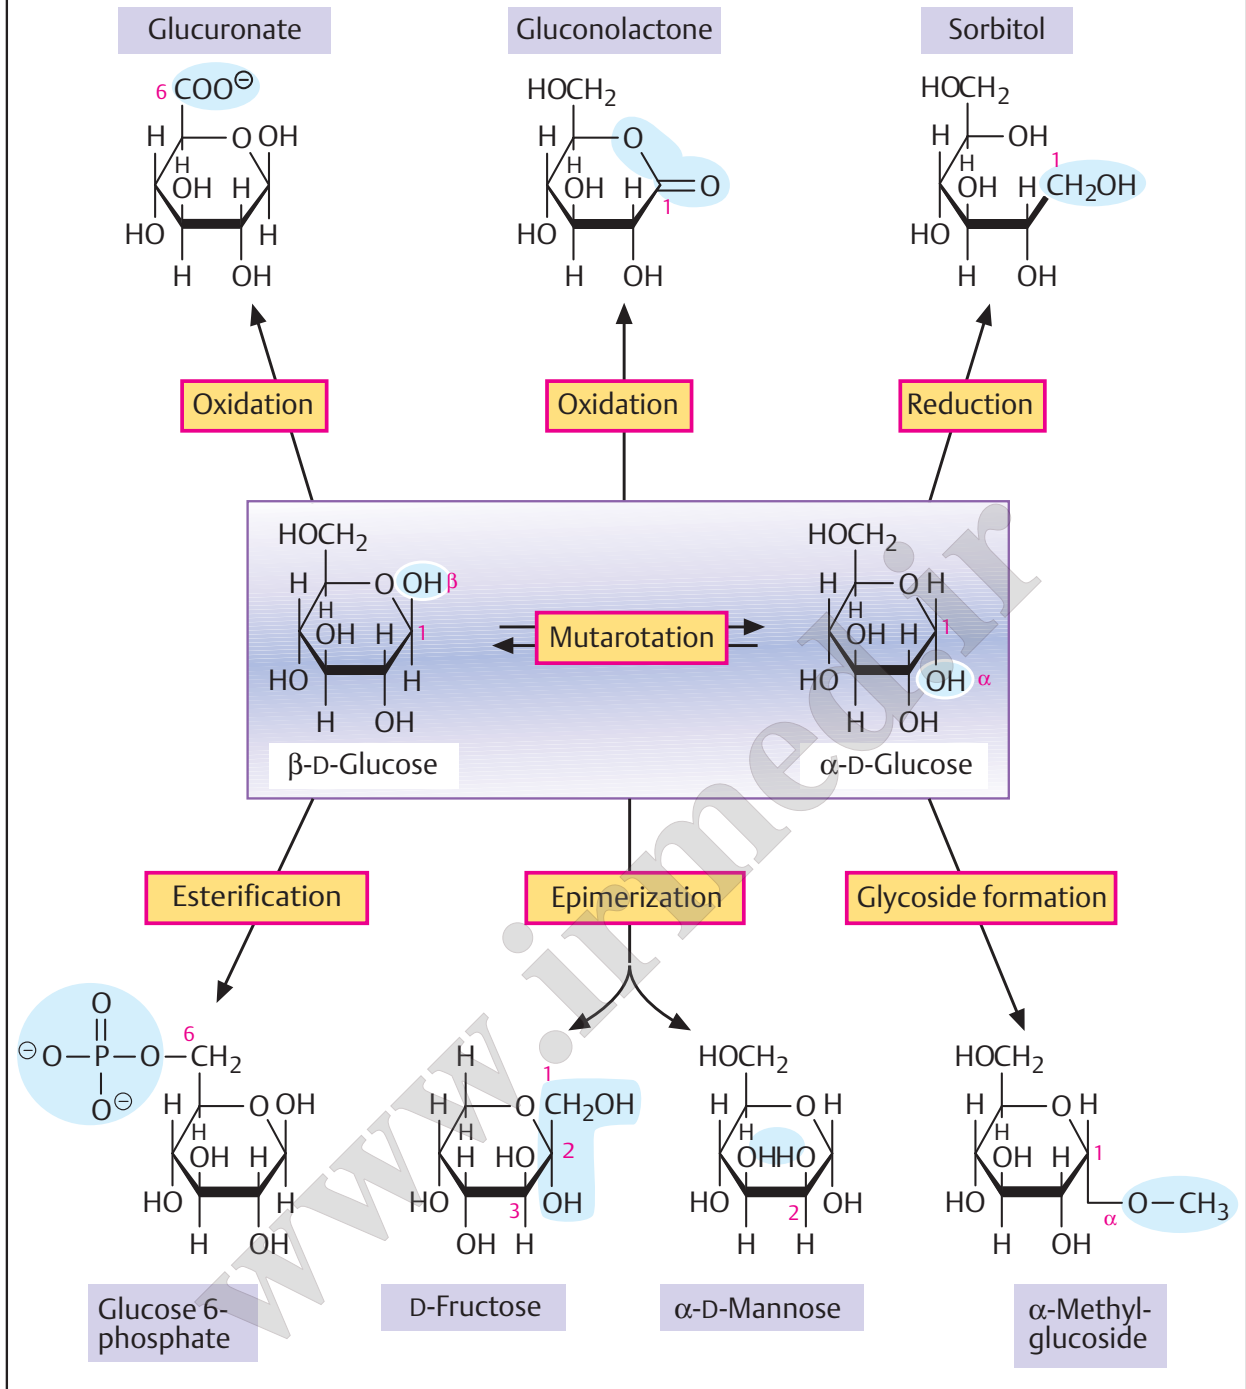 Glucuronate
Gluconolactone
Sorbitol
6 COO⊖
H
O OH
H
OH H
HO
H
H
OH
HOCH₂
H
O
H
OH H
O
1
HO
H
OH
HOCH₂
H
OH
H
1
OH H CH₂OH
HO
H
OH
Oxidation
Oxidation
Reduction
HOCH₂
H
O OH β
H
OH H 1
HO
H
H
OH
β-D-Glucose
Mutarotation
HOCH₂
H
O H
H
OH H 1
HO
OH α
H
OH
α-D-Glucose
Esterification
Epimerization
Glycoside formation
O
⊖O P O
O⊖
6
CH₂
H
O OH
H
OH H
HO
H
H
OH
H
1
H
O CH₂OH
H
H HO 2
HO
3 OH
OH H
HOCH₂
H
O H
H
OHHO
HO
2 OH
H H
HOCH₂
H
O H
H
OH H 1
HO
α O CH₃
H
OH
Glucose 6-
phosphate
D-Fructose
α-D-Mannose
α-Methyl-
glucoside
www.irmed.ir